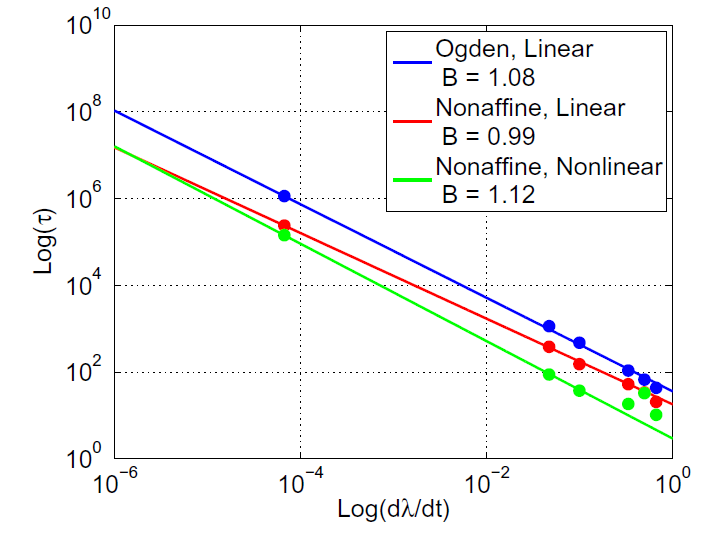 10^10
10^8
10^6
10^4
10^2
10^0
Log(τ)
Ogden, Linear
B = 1.08
Nonaffine, Linear
B = 0.99
Nonaffine, Nonlinear
B = 1.12
10^−6
10^−4
10^−2
10^0
Log(dλ/dt)